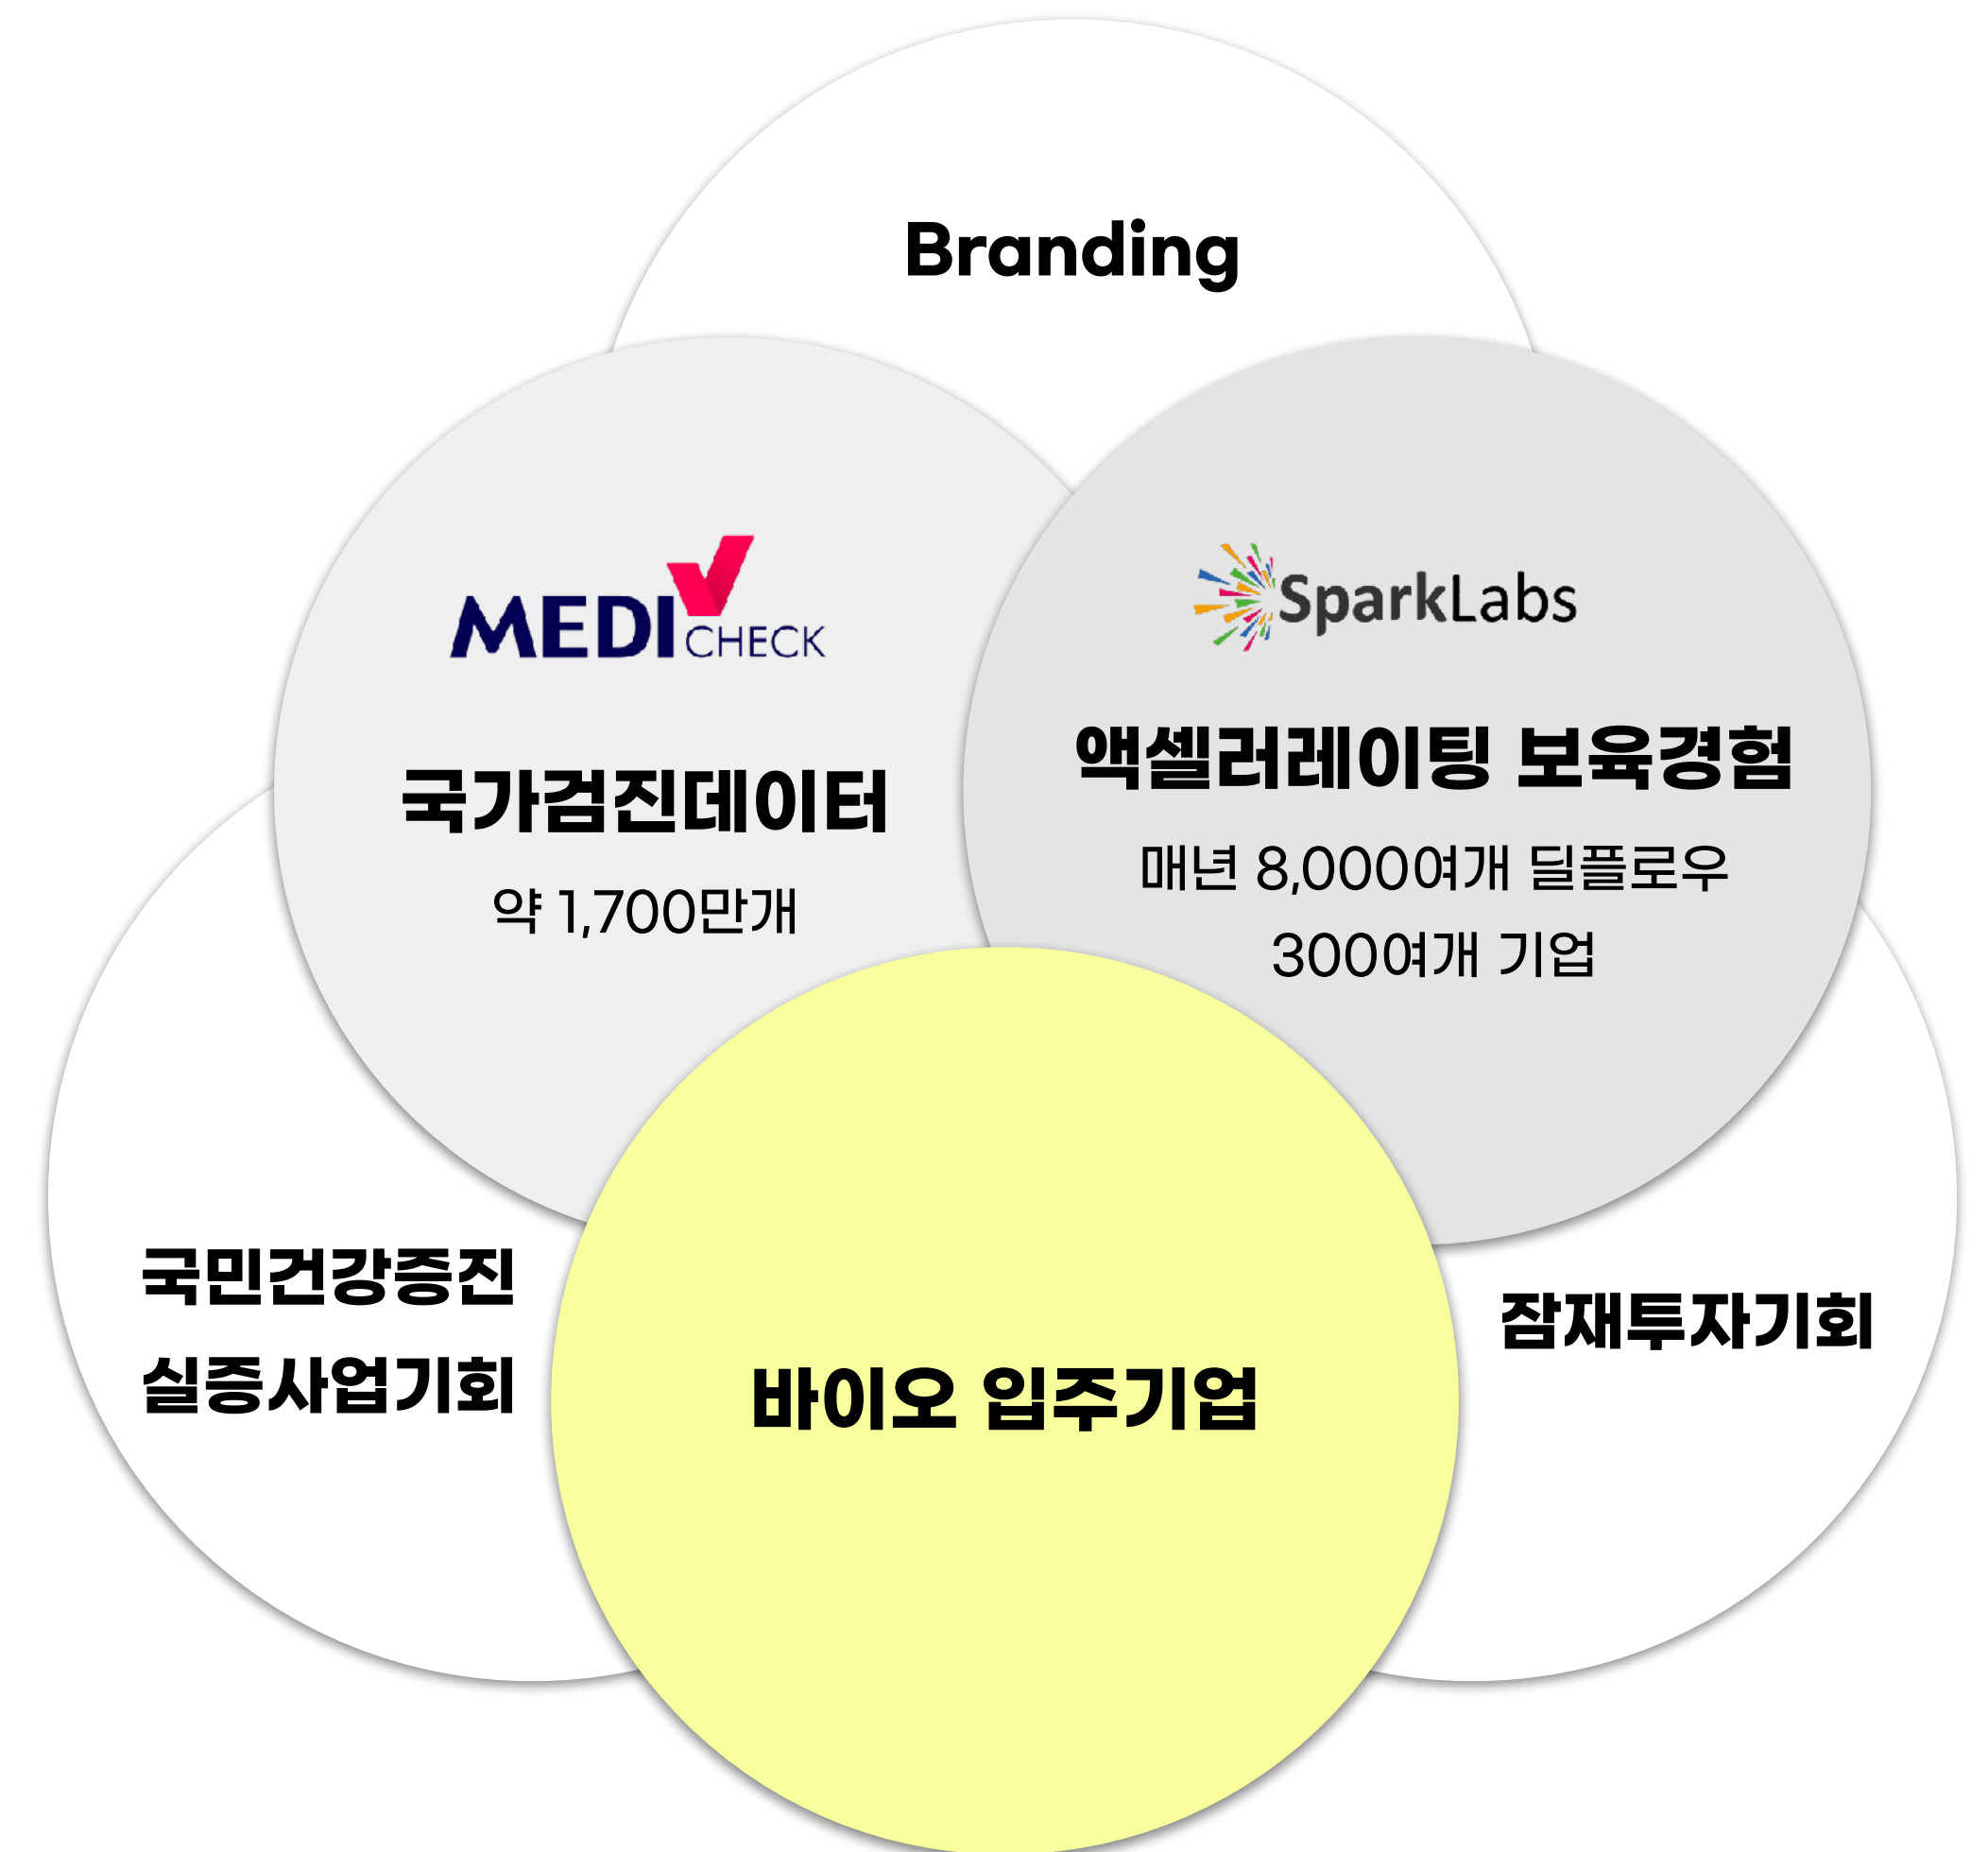 Branding
MEDI CHECK
국가검진데이터
약 1,700만개
SparkLabs
액셀러레이팅 보육경험
매년 8,0000여개 딜플로우
3000여개 기업
국민건강증진
실증사업기회
잠재투자기회
바이오 입주기업